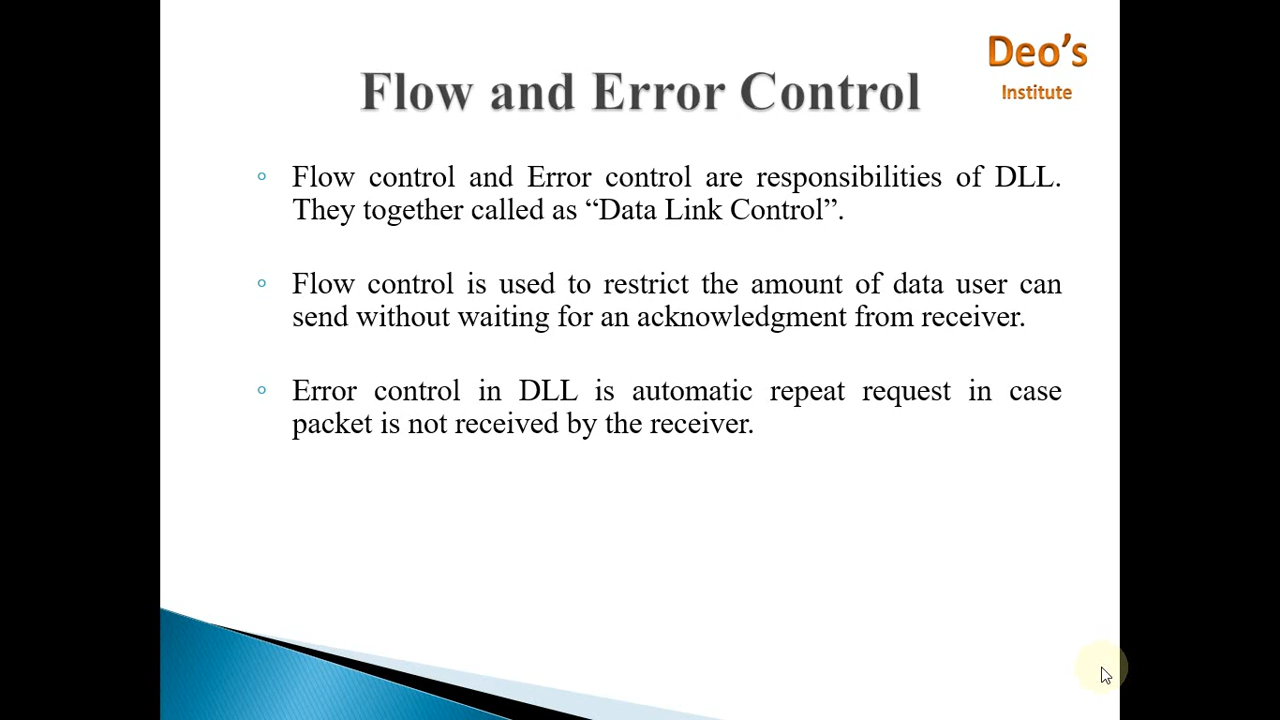 Deo’s
Institute
Flow and Error Control
Flow control and Error control are responsibilities of DLL.
They together called as “Data Link Control”.
Flow control is used to restrict the amount of data user can
send without waiting for an acknowledgment from receiver.
Error control in DLL is automatic repeat request in case
packet is not received by the receiver.